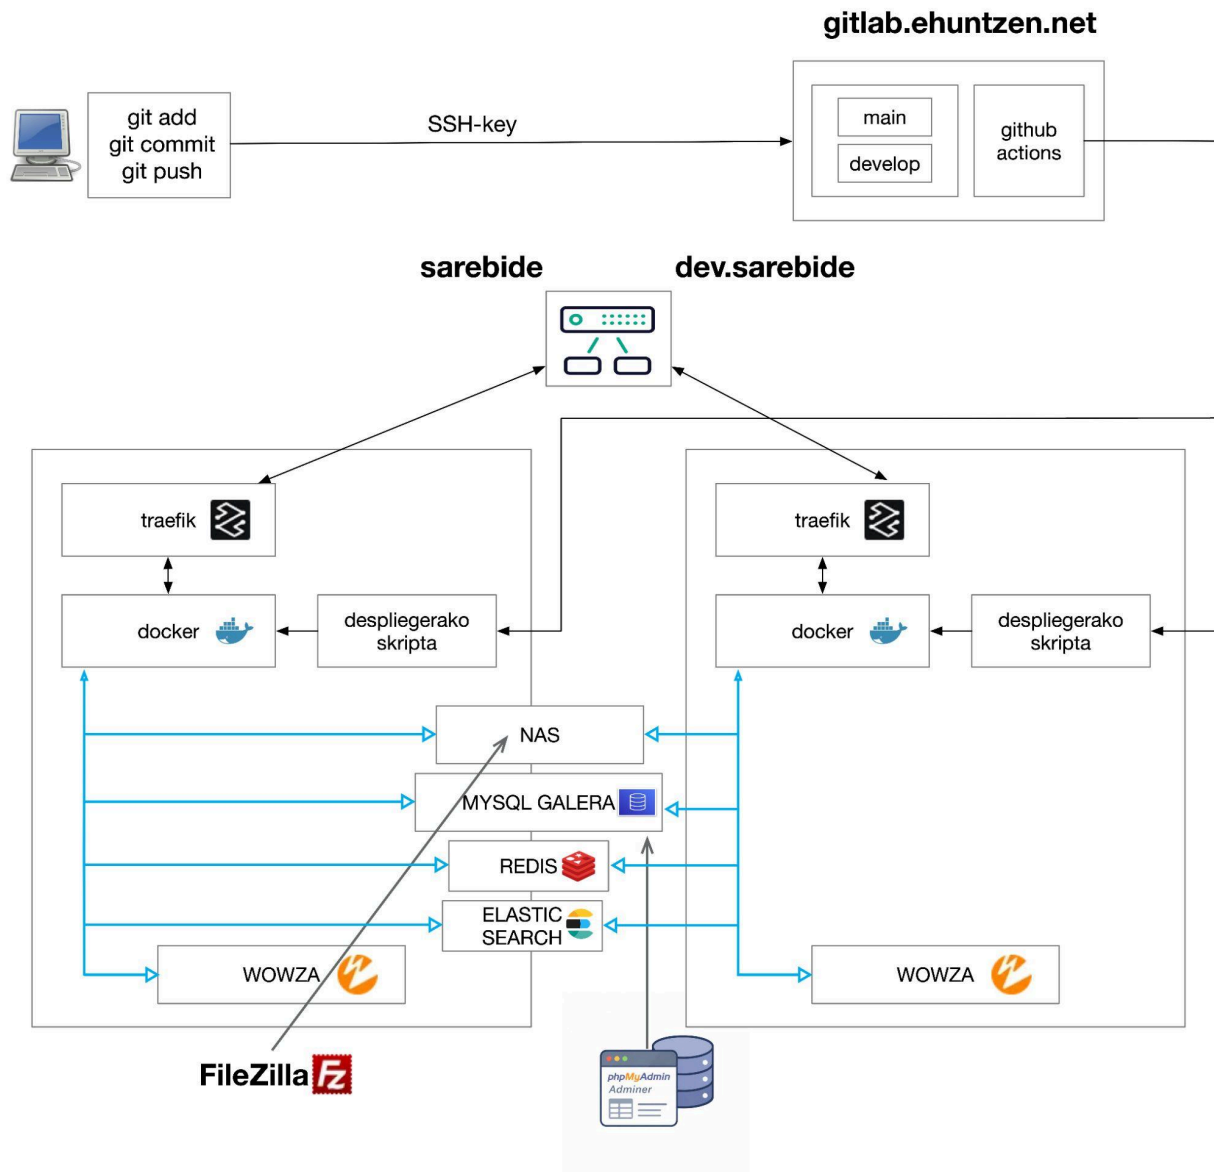 gitlab.ehuntzen.net
git add
git commit
git push
SSH-key
main
develop
github
actions
sarebide
dev.sarebide
traefik
docker
despliegerako
skripta
traefik
docker
despliegerako
skripta
NAS
MYSQL GALERA
REDIS
ELASTIC
SEARCH
WOWZA
WOWZA
FileZilla
Fz
phpMyAdmin
Adminer